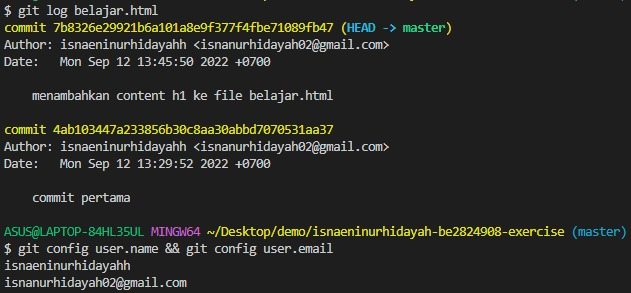 $ git log belajar.html
commit 7b8326e29921b6a101a8e9f377f4fbe71089fb47 (HEAD -> master)
Author: isnaeninurhidayahh <isnanurhidayah02@gmail.com>
Date:   Mon Sep 12 13:45:50 2022 +0700

    menambahkan content h1 ke file belajar.html

commit 4ab103447a233856b30c8aa30abbd7070531aa37
Author: isnaeninurhidayahh <isnanurhidayah02@gmail.com>
Date:   Mon Sep 12 13:29:52 2022 +0700

    commit pertama

ASUS@LAPTOP-84HL35UL MINGW64 ~/Desktop/demo/isnaeninurhidayah-be2824908-exercise (master)
$ git config user.name && git config user.email
isnaeninurhidayahh
isnanurhidayah02@gmail.com